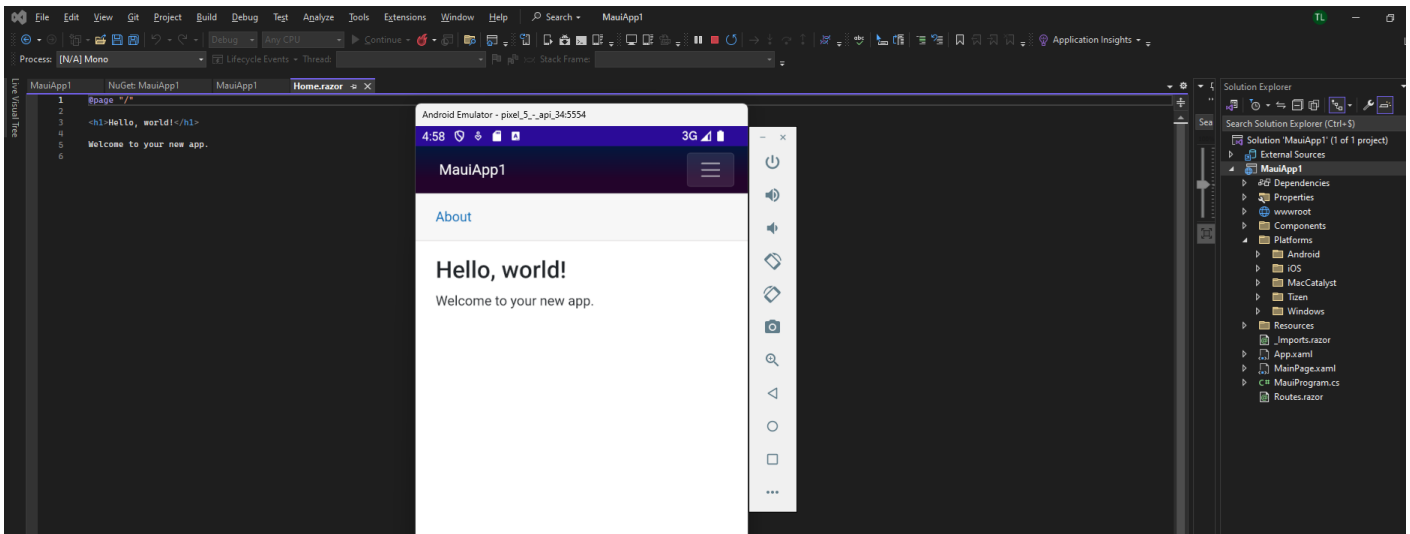 File Edit View Git Project Build Debug Test Analyze Tools Extensions Window Help Search MauiApp1 TL
Debug Any CPU Continue Application Insights
Process: [N/A] Mono Lifecycle Events Thread: Stack Frame:
Live Visual Tree
MauiApp1 NuGet: MauiApp1 MauiApp1 Home.razor
1 @page "/"
2
3 <h1>Hello, world!</h1>
4
5 Welcome to your new app.
6
Android Emulator - pixel_5_-_api_34:5554
4:58 3G
MauiApp1
About
Hello, world!
Welcome to your new app.
Sea
Solution Explorer
Search Solution Explorer (Ctrl+$)
Solution 'MauiApp1' (1 of 1 project)
External Sources
MauiApp1
Dependencies
Properties
wwwroot
Components
Platforms
Android
iOS
MacCatalyst
Tizen
Windows
Resources
_Imports.razor
App.xaml
MainPage.xaml
C# MauiProgram.cs
Routes.razor